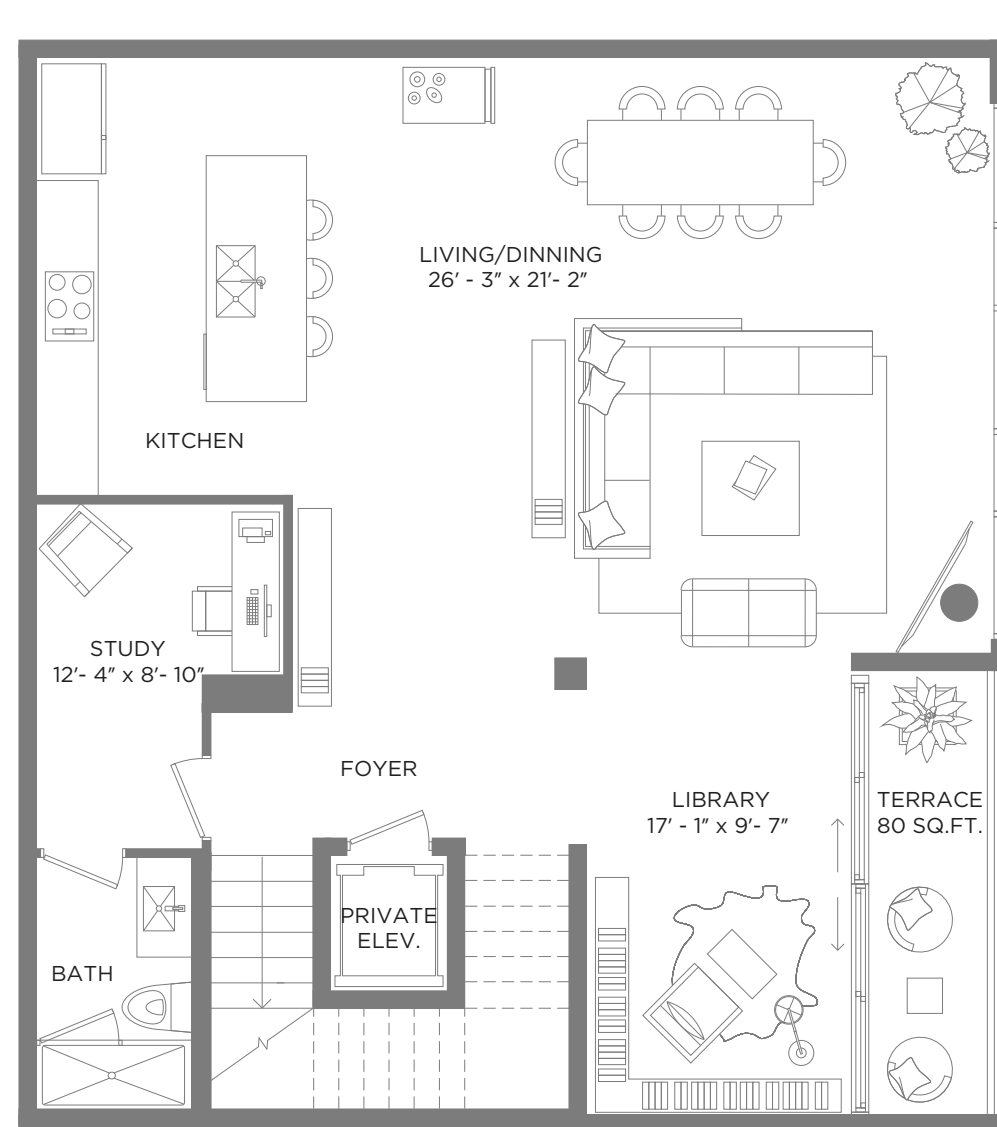 LIVING/DINNING
26' - 3" x 21'- 2"
KITCHEN
STUDY
12'- 4" x 8'- 10"
FOYER
LIBRARY
17' - 1" x 9'- 7"
TERRACE
80 SQ.FT.
PRIVATE
ELEV.
BATH
N